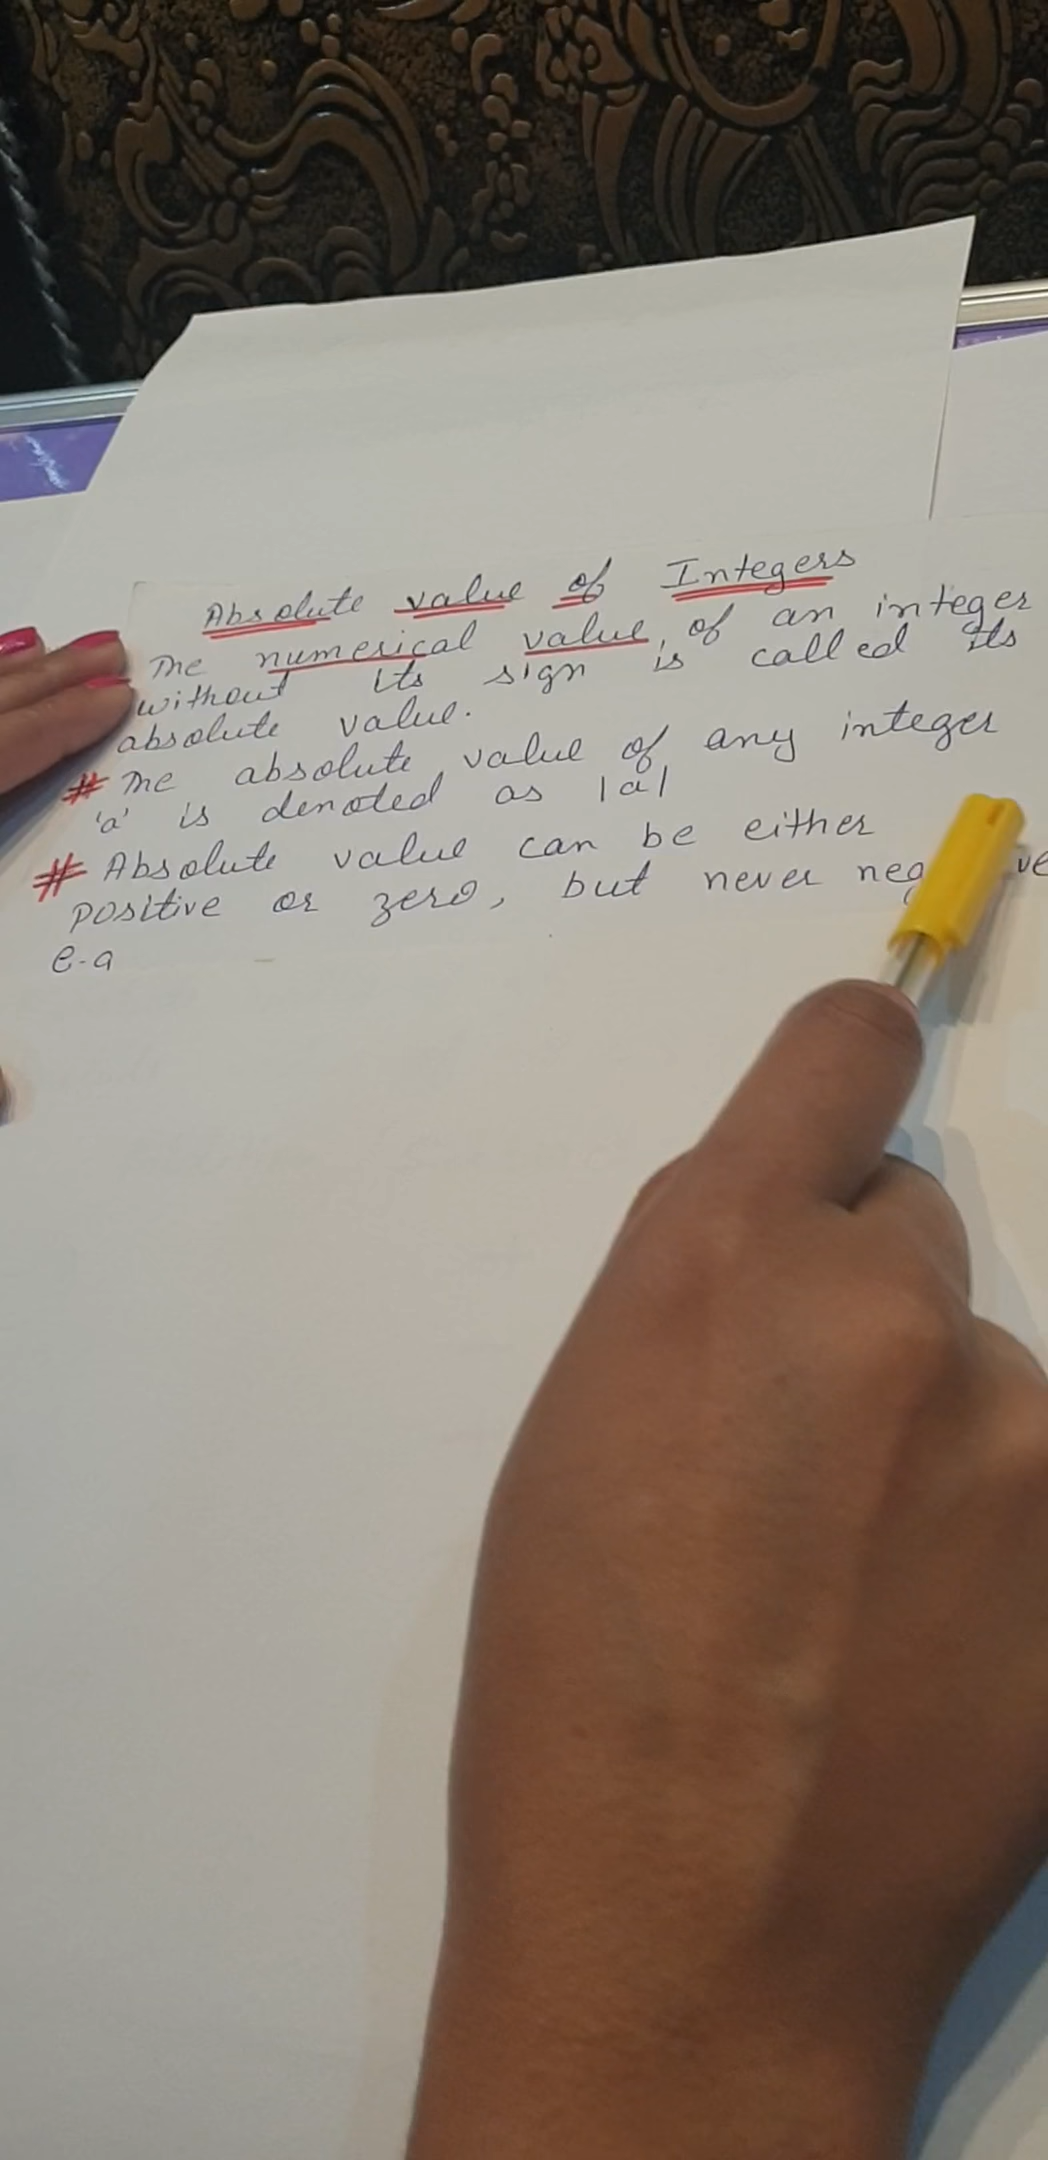 Absolute value of Integers
The numerical value, of an integer
without its sign is called Its
absolute value.
# The absolute value of any integer
'a' is denoted as |a|
# Absolute value can be either
positive or zero, but never
e-g